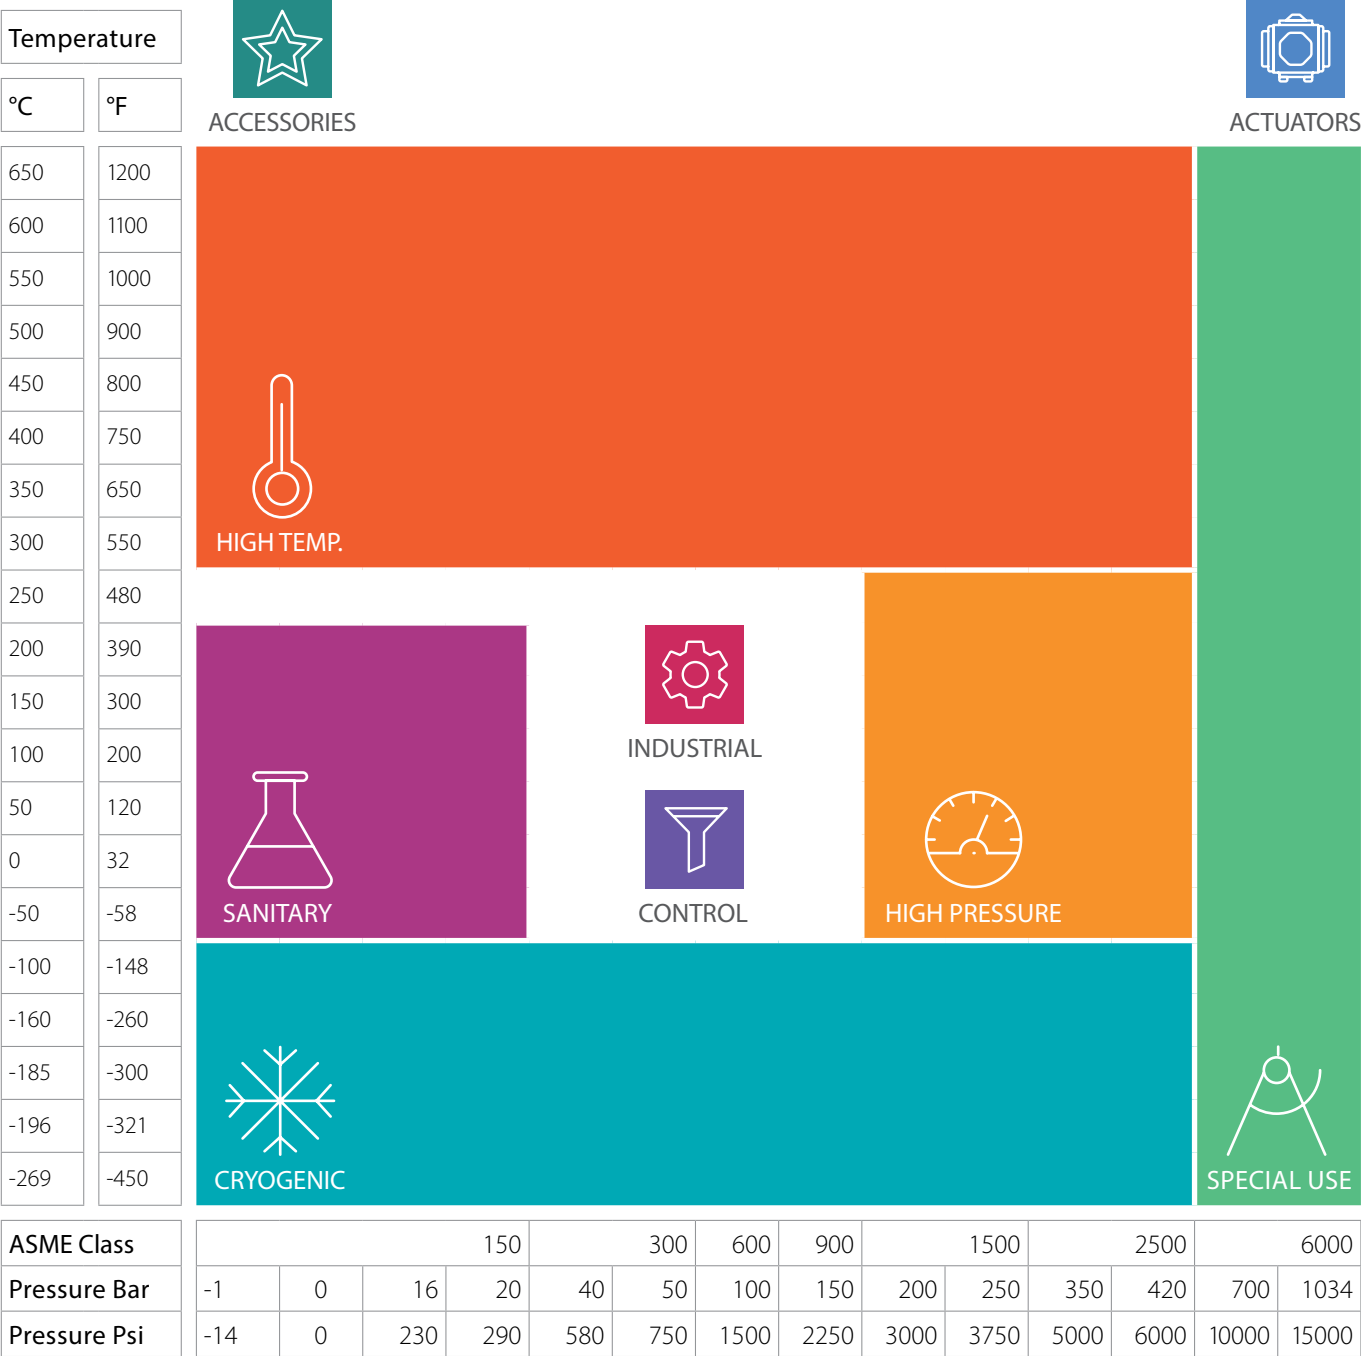 Temperature
°C °F
ACCESSORIES
ACTUATORS
650 1200
600 1100
550 1000
500 900
450 800
400 750
350 650
300 550
HIGH TEMP.
250 480
200 390
150 300
INDUSTRIAL
100 200
50 120
0 32
-50 -58
SANITARY
CONTROL
HIGH PRESSURE
-100 -148
-160 -260
-185 -300
-196 -321
-269 -450
CRYOGENIC
SPECIAL USE
ASME Class 150 300 600 900 1500 2500 6000
Pressure Bar -1 0 16 20 40 50 100 150 200 250 350 420 700 1034
Pressure Psi -14 0 230 290 580 750 1500 2250 3000 3750 5000 6000 10000 15000